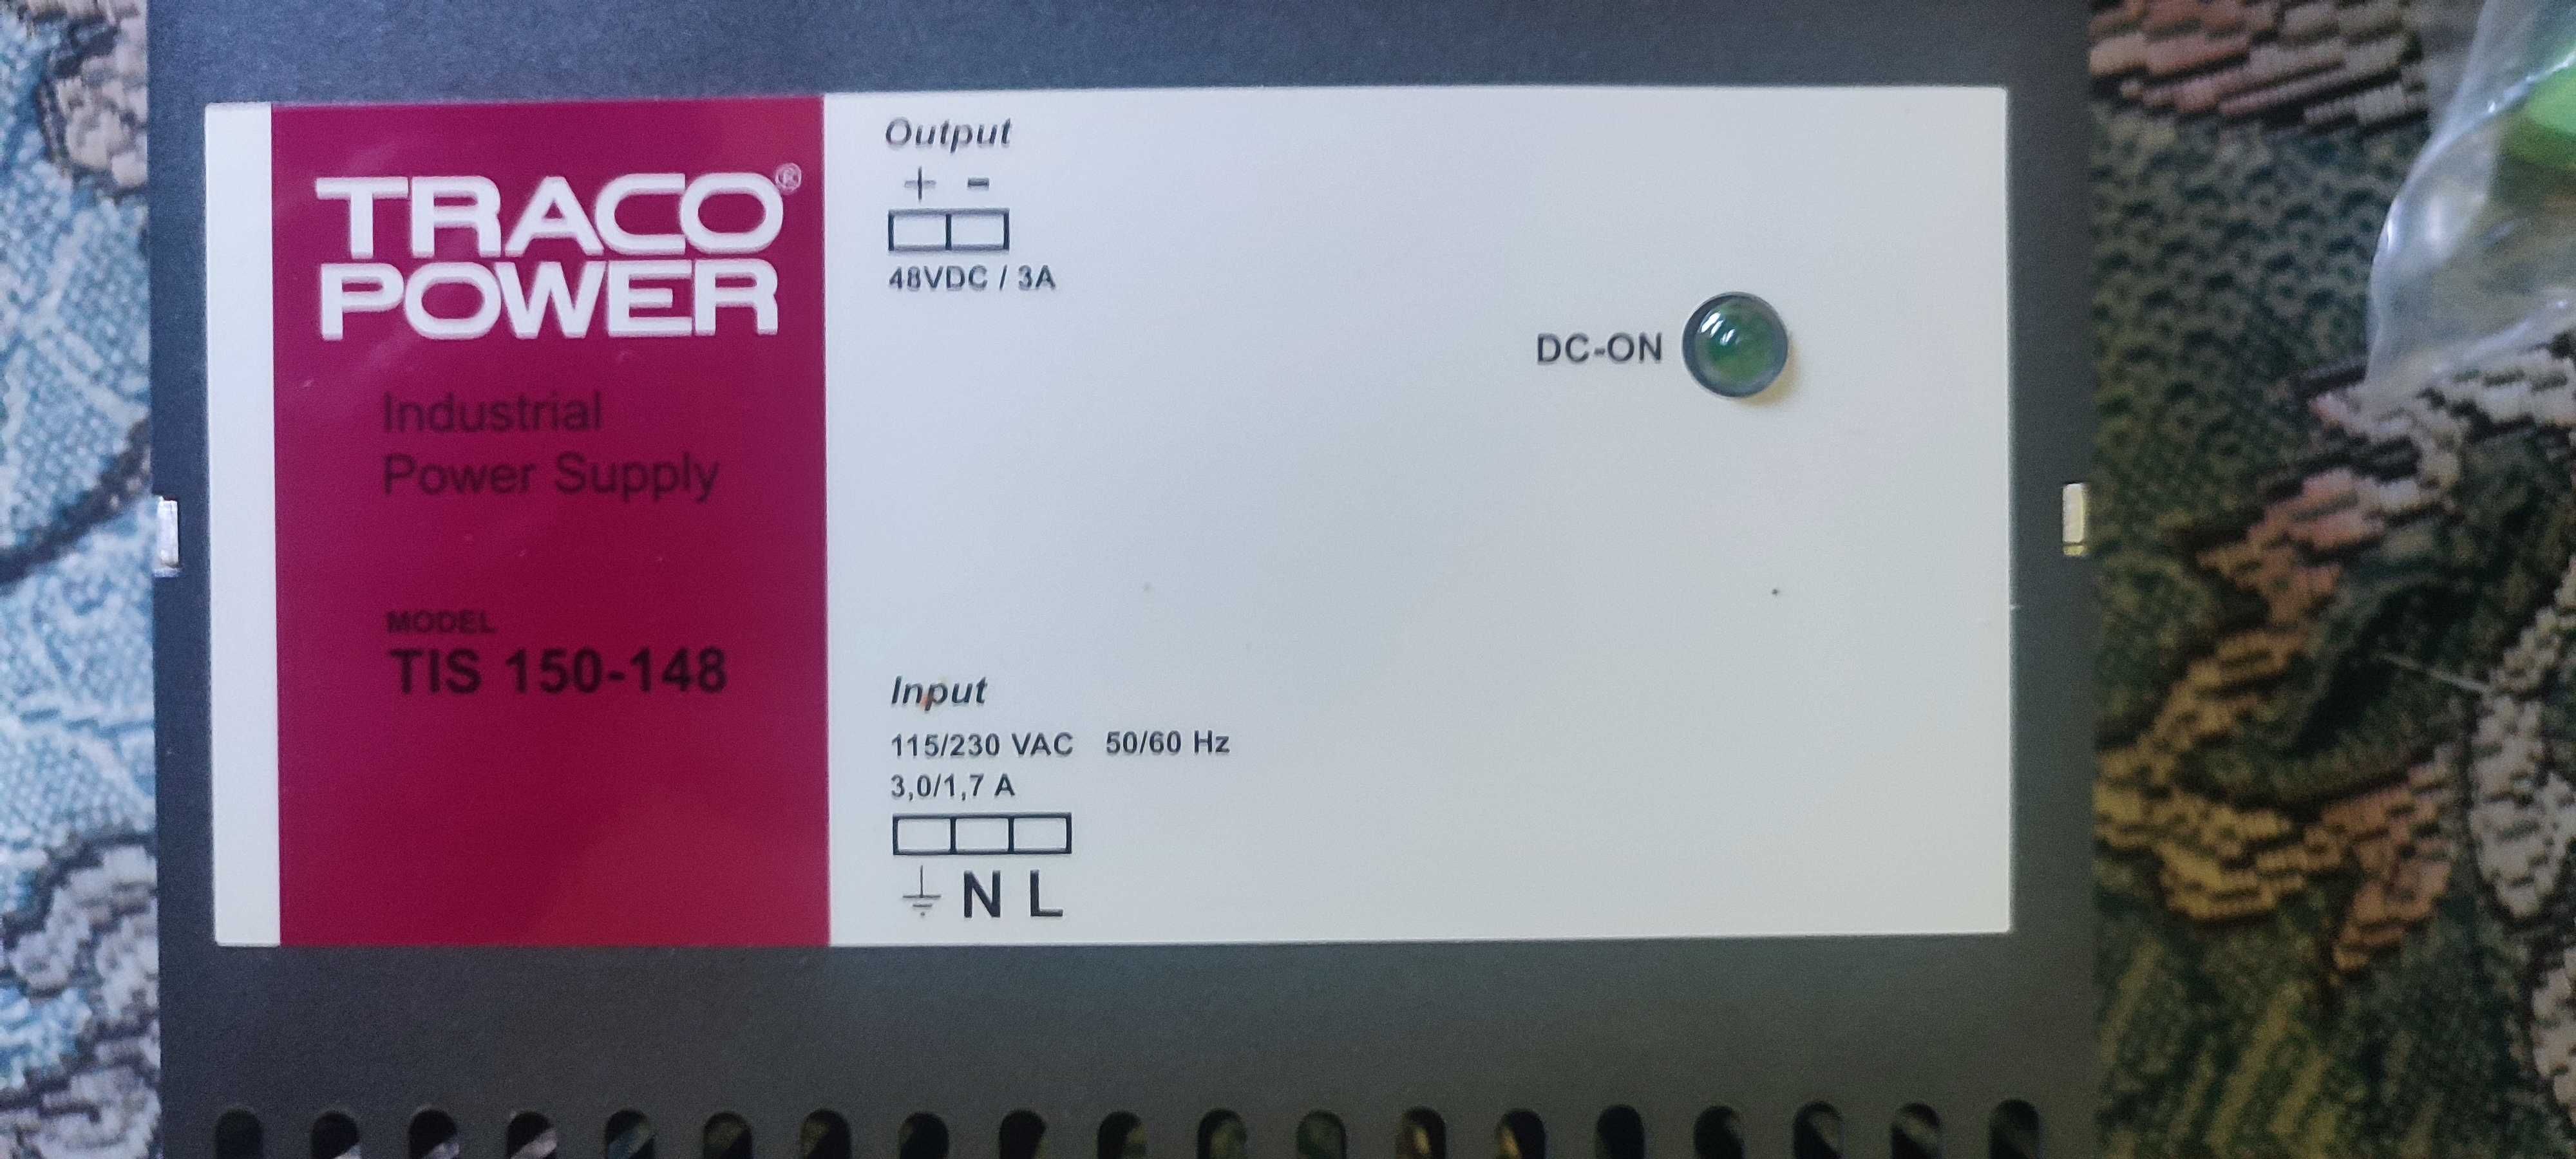 TRACO®
POWER
Industrial
Power Supply
MODEL
TIS 150-148
Output
+ -
48VDC / 3A
DC-ON
Input
115/230 VAC 50/60 Hz
3,0/1,7 A
⏚ N L